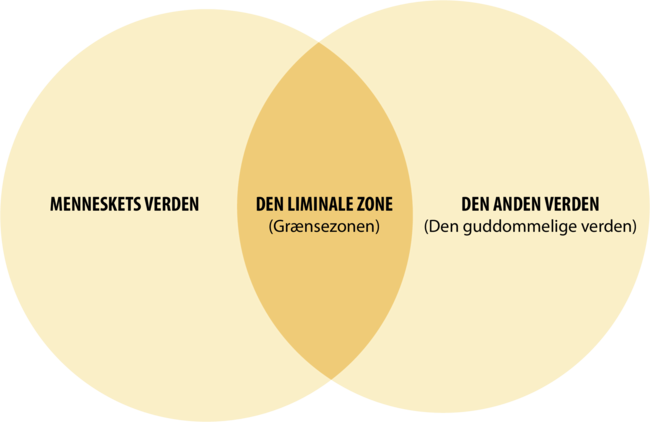 MENNESKETS VERDEN
DEN LIMINALE ZONE
(Grænsezonen)
DEN ANDEN VERDEN
(Den guddommelige verden)